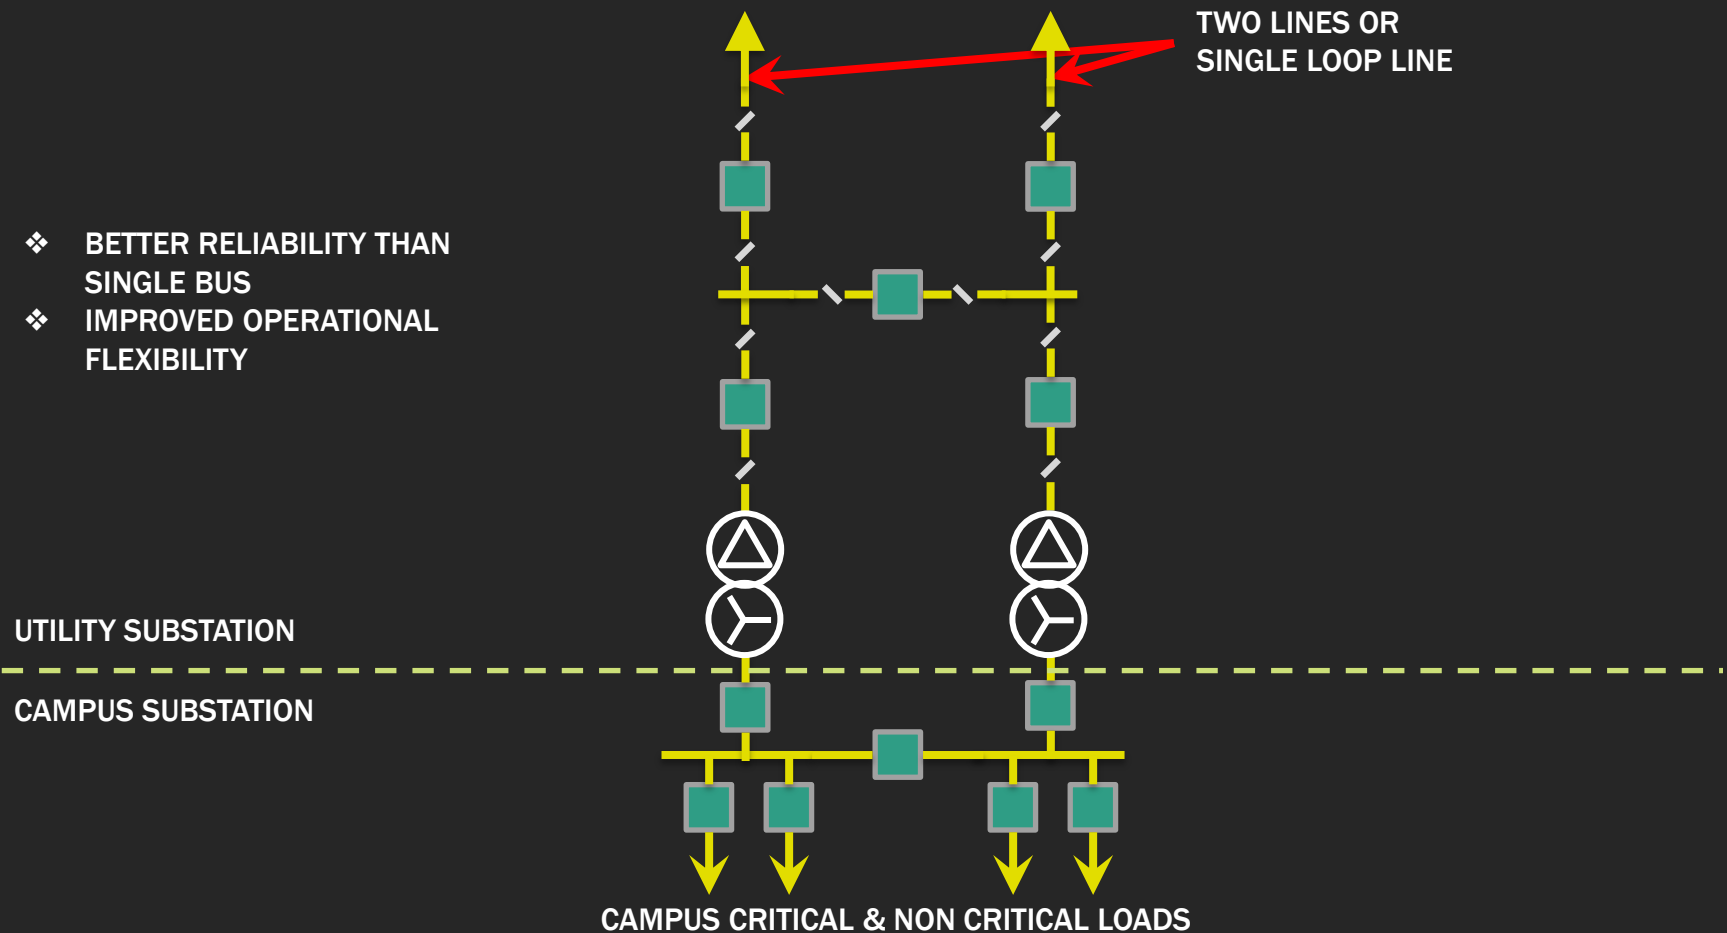 TWO LINES OR
SINGLE LOOP LINE
❖ BETTER RELIABILITY THAN
SINGLE BUS
❖ IMPROVED OPERATIONAL
FLEXIBILITY
UTILITY SUBSTATION
CAMPUS SUBSTATION
CAMPUS CRITICAL & NON CRITICAL LOADS